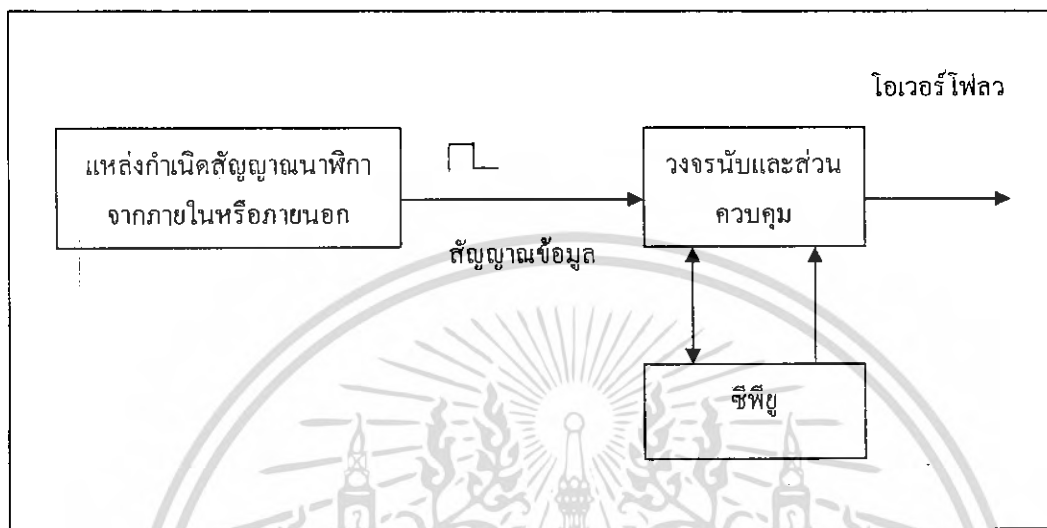 โอเวอร์โฟลว
แหล่งกำเนิดสัญญาณนาฬิกา
จากภายในหรือภายนอก
วงจรนับและส่วน
ควบคุม
สัญญาณข้อมูล
ซีพียู